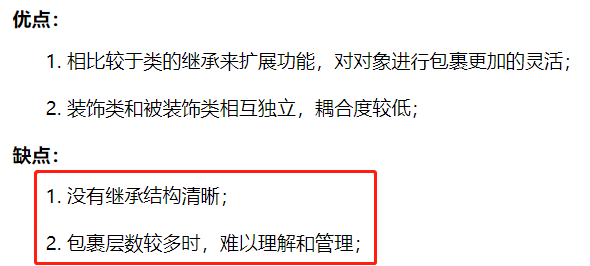 优点：
1. 相比较于类的继承来扩展功能，对对象进行包裹更加的灵活；
2. 装饰类和被装饰类相互独立，耦合度较低；
缺点：
1. 没有继承结构清晰；
2. 包裹层数较多时，难以理解和管理；